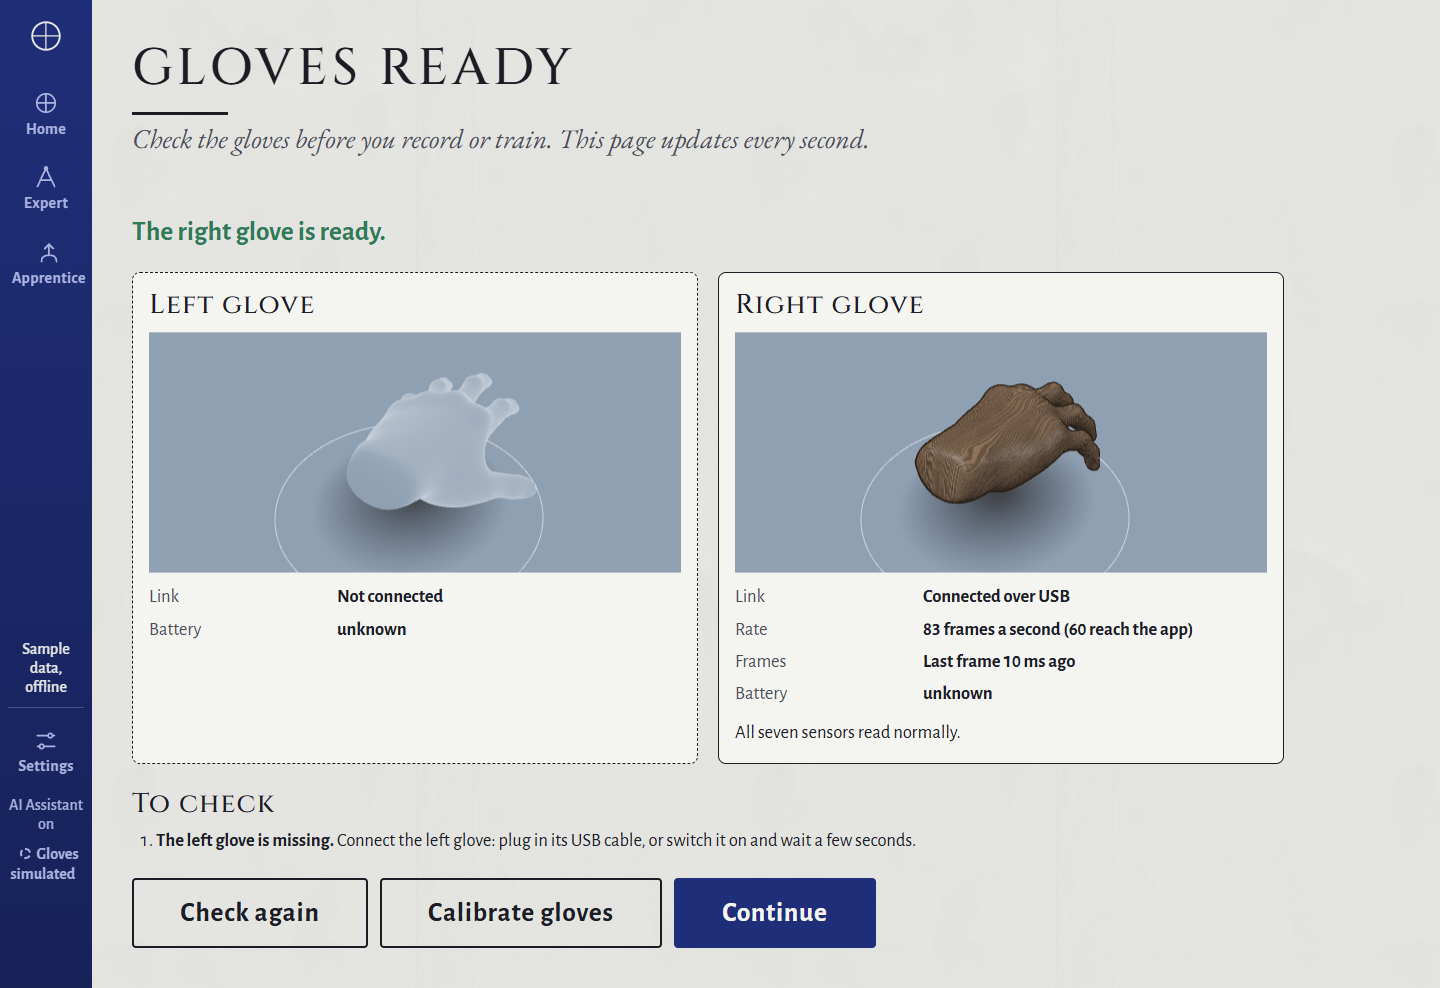 Home
Expert
Apprentice
Sample
data,
offline
Settings
AI Assistant
on
Gloves
simulated
GLOVES READY
Check the gloves before you record or train. This page updates every second.
The right glove is ready.
LEFT GLOVE
Link Not connected
Battery unknown
RIGHT GLOVE
Link Connected over USB
Rate 83 frames a second (60 reach the app)
Frames Last frame 10 ms ago
Battery unknown
All seven sensors read normally.
TO CHECK
1. The left glove is missing. Connect the left glove: plug in its USB cable, or switch it on and wait a few seconds.
Check again
Calibrate gloves
Continue